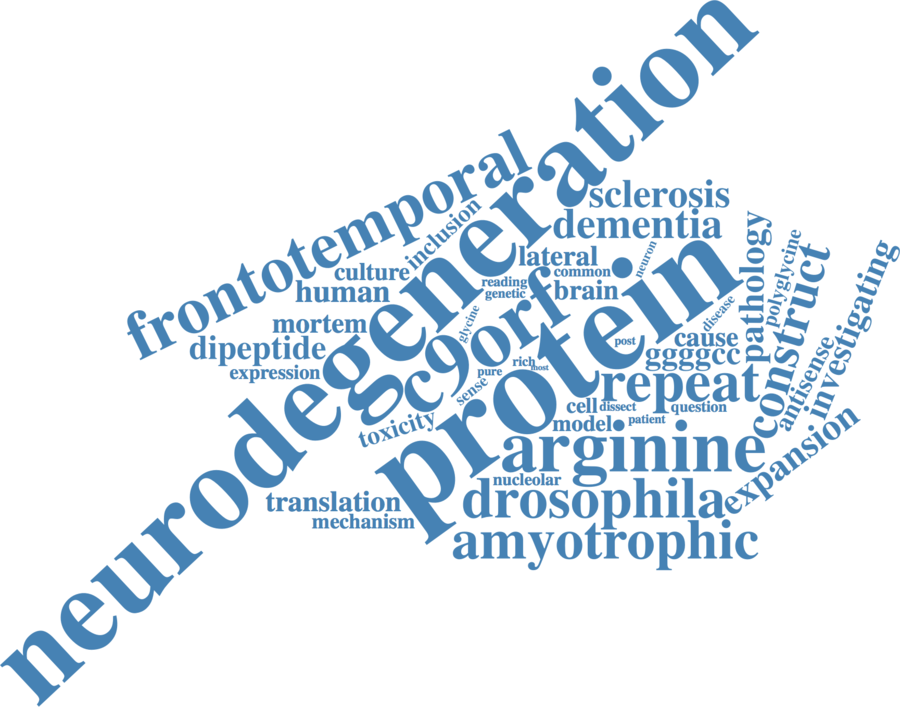 neurodegeneration
frontotemporal
sclerosis
dementia
inclusion
lateral
culture
human
common
neuron
reading
genetic
brain
pathology
polyglycine
construct
investigating
mortem
dipeptide
expression
c9orf
glycine
protein
disease
post
cause
ggggcc
rich
most
pure
sense
repeat
antisense
toxicity
cell
dissect
question
model
patient
arginine
expansion
nucleolar
drosophila
translation
mechanism
amyotrophic